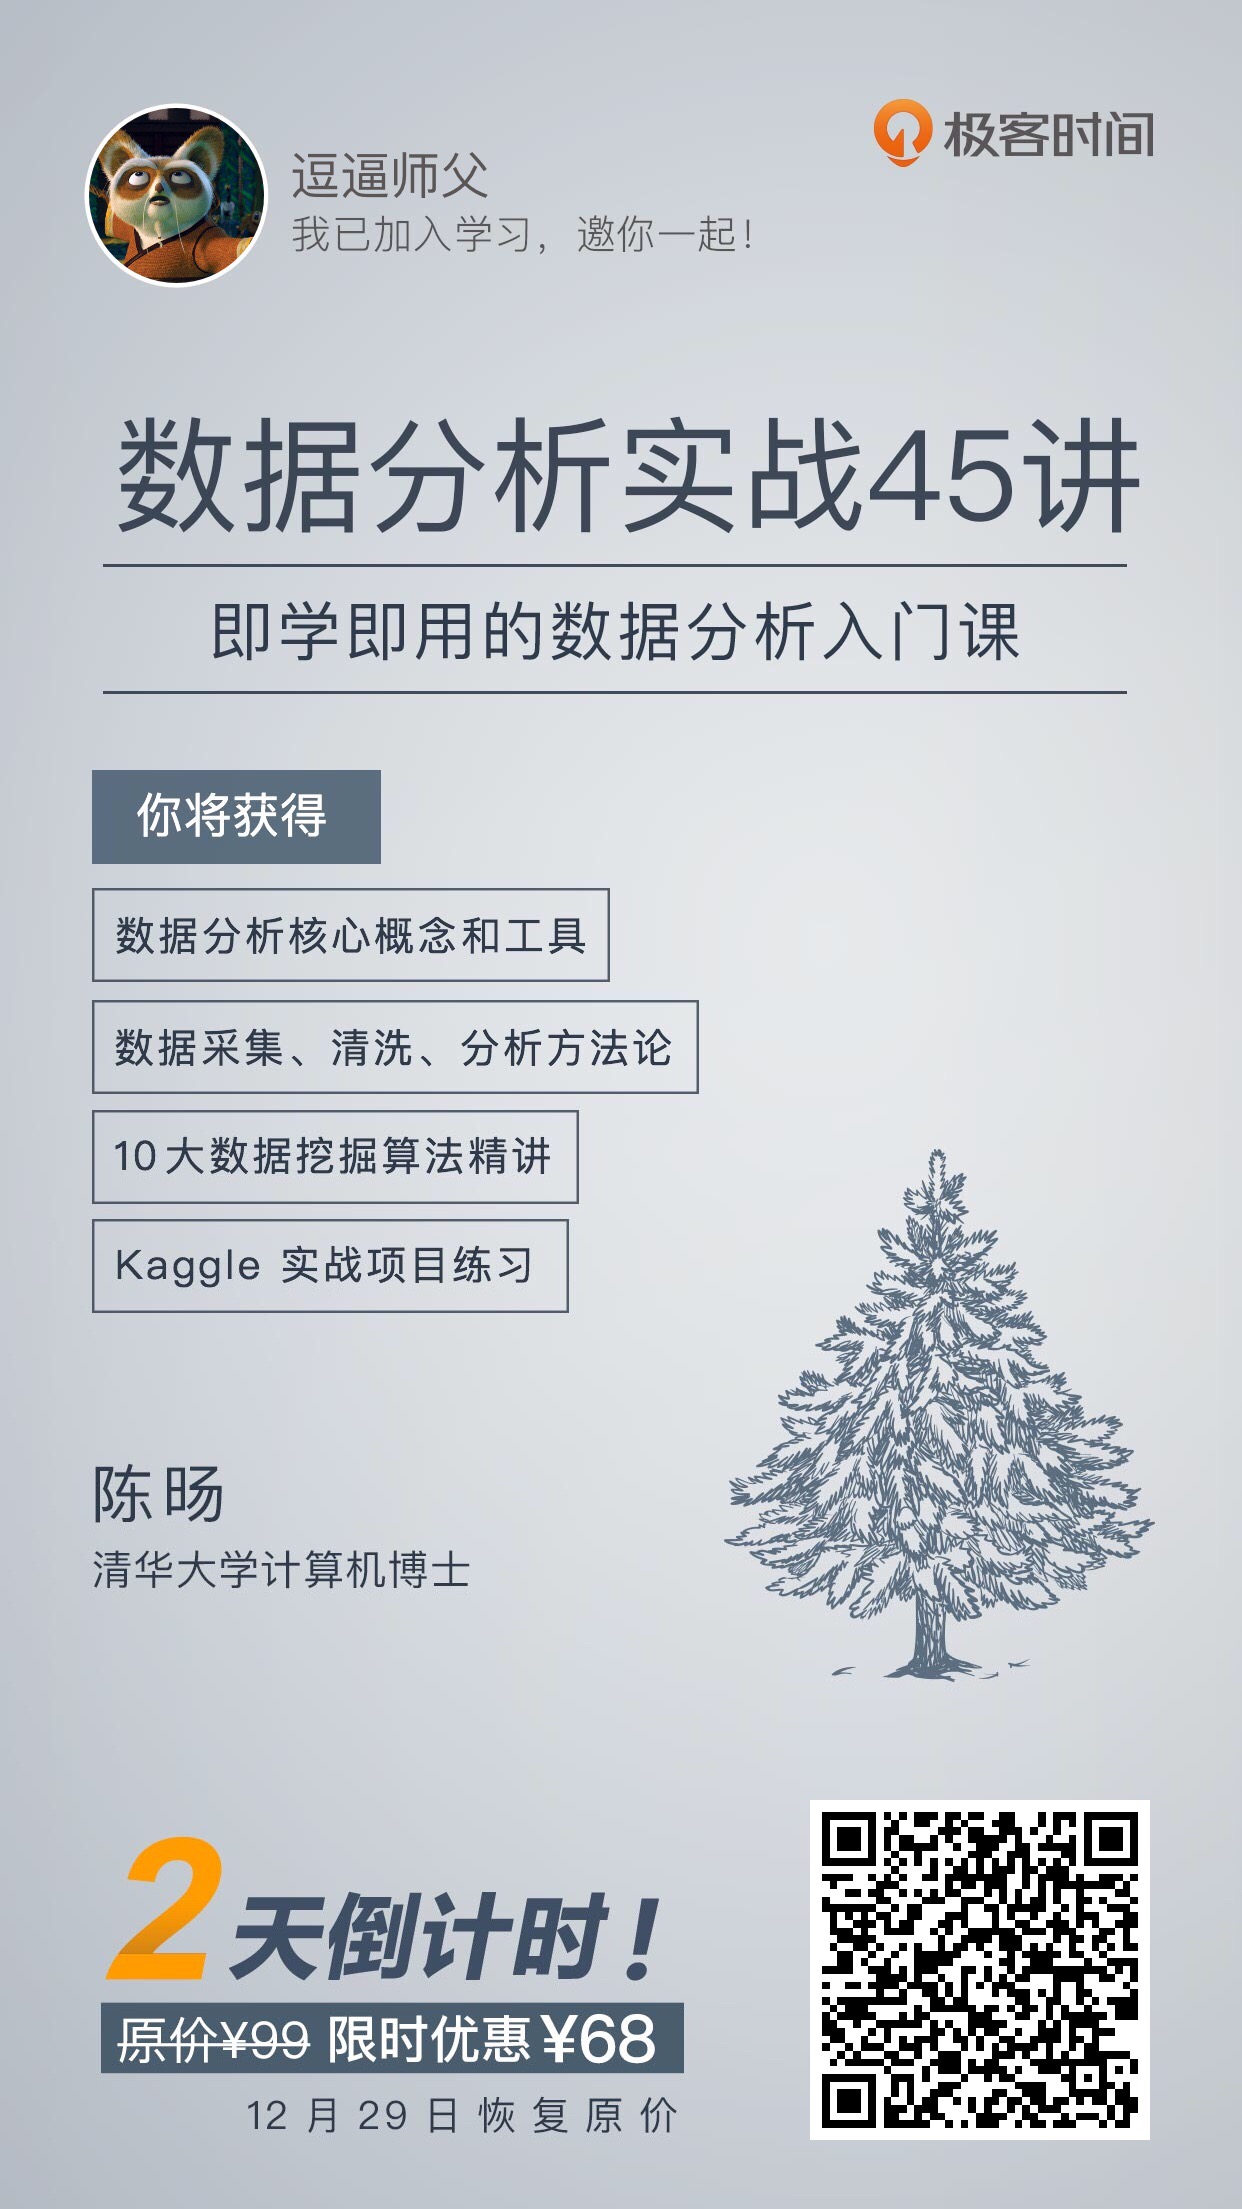 极客时间
逗逼师父
我已加入学习，邀你一起！
数据分析实战45讲
即学即用的数据分析入门课
你将获得
数据分析核心概念和工具
数据采集、清洗、分析方法论
10大数据挖掘算法精讲
Kaggle 实战项目练习
陈旸
清华大学计算机博士
2天倒计时！
原价¥99 限时优惠¥68
12月29日恢复原价